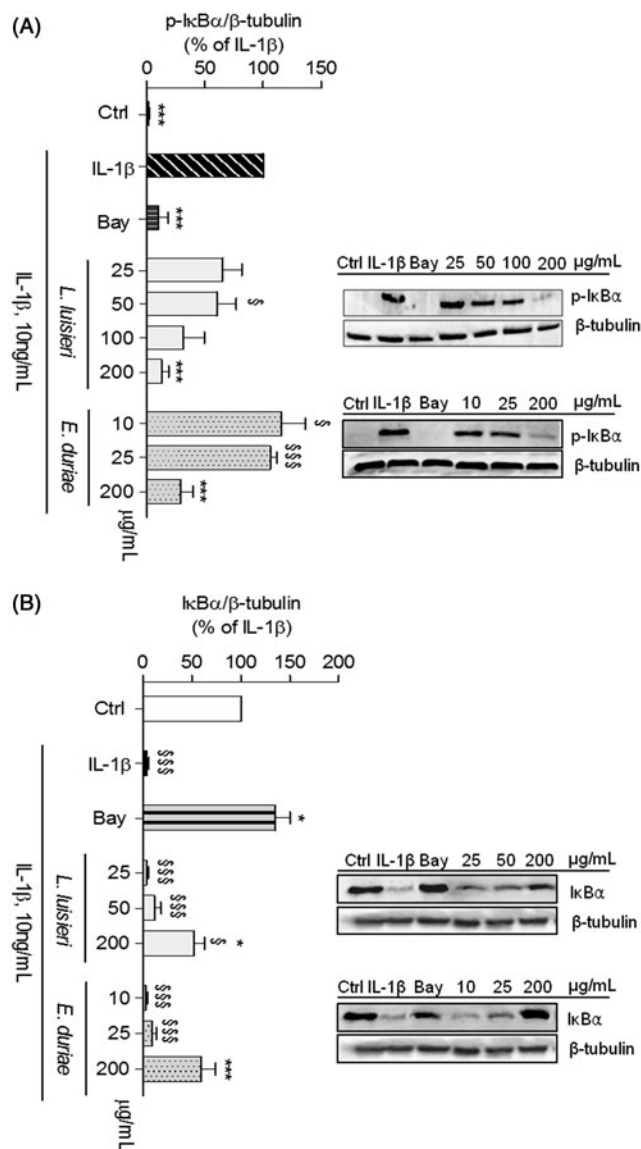 (A)
p-IκBα/β-tubulin
(% of IL-1β)
0 50 100 150
Ctrl ***
IL-1β
Bay ***
IL-1β, 10ng/mL
L. luisieri
25
50 §
100
200 ***
E. duriae
10 §
25 §§§
200 ***
µg/mL
Ctrl IL-1β Bay 25 50 100 200 µg/mL
p-IκBα
β-tubulin
Ctrl IL-1β Bay 10 25 200 µg/mL
p-IκBα
β-tubulin
(B)
IκBα/β-tubulin
(% of IL-1β)
0 50 100 150 200
Ctrl
IL-1β §§§
Bay *
IL-1β, 10ng/mL
L. luisieri
25 §§§
50 §§§
200 § *
E. duriae
10 §§§
25 §§§
200 ***
µg/mL
Ctrl IL-1β Bay 25 50 200 µg/mL
IκBα
β-tubulin
Ctrl IL-1β Bay 10 25 200 µg/mL
IκBα
β-tubulin